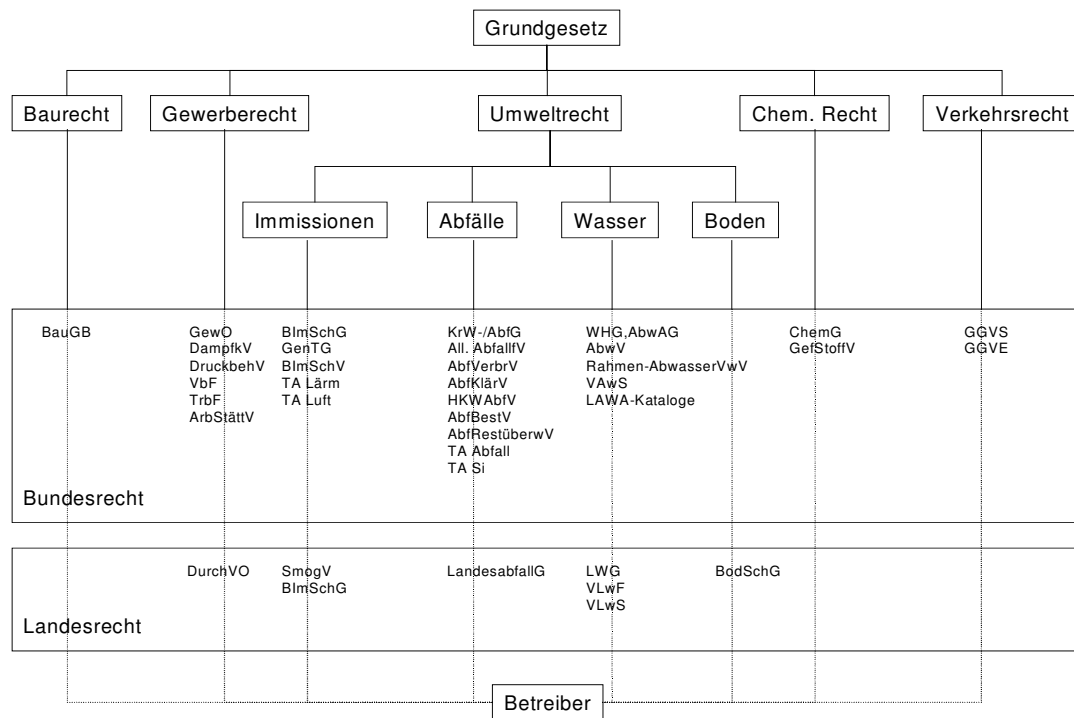 Grundgesetz
Baurecht
Gewerberecht
Umweltrecht
Chem. Recht
Verkehrsrecht
Immissionen
Abfälle
Wasser
Boden
BauGB
GewO
DampfkV
DruckbehV
VbF
TrbF
ArbStättV
BImSchG
GenTG
BImSchV
TA Lärm
TA Luft
KrW-/AbfG
All. AbfallfV
AbfVerbrV
AbfKlärV
HKWAbfV
AbfBestV
AbfRestüberwV
TA Abfall
TA Si
WHG,AbwAG
AbwV
Rahmen-AbwasserVwV
VAwS
LAWA-Kataloge
ChemG
GefStoffV
GGVS
GGVE
Bundesrecht
DurchVO
SmogV
BImSchG
LandesabfallG
LWG
VLwF
VLwS
BodSchG
Landesrecht
Betreiber